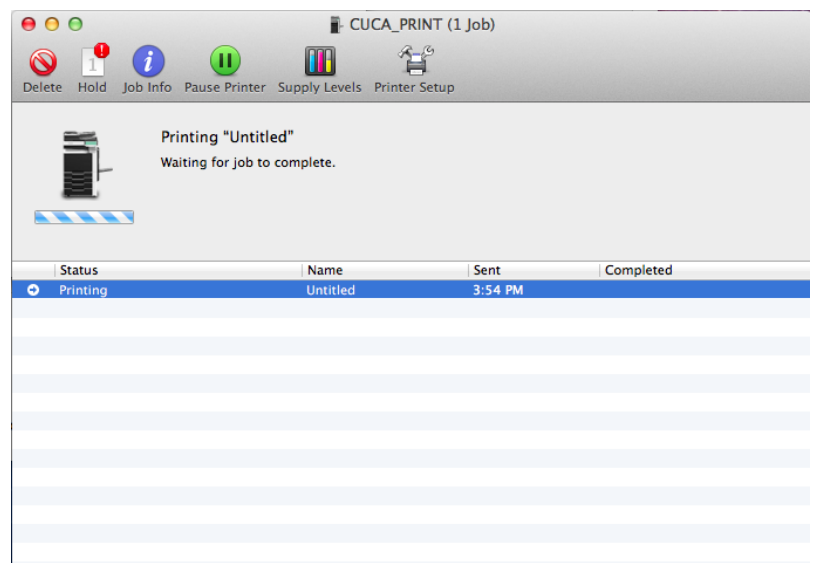 CUCA_PRINT (1 Job)
1
Delete Hold Job Info Pause Printer Supply Levels Printer Setup
Printing "Untitled"
Waiting for job to complete.
Status Name Sent Completed
Printing Untitled 3:54 PM